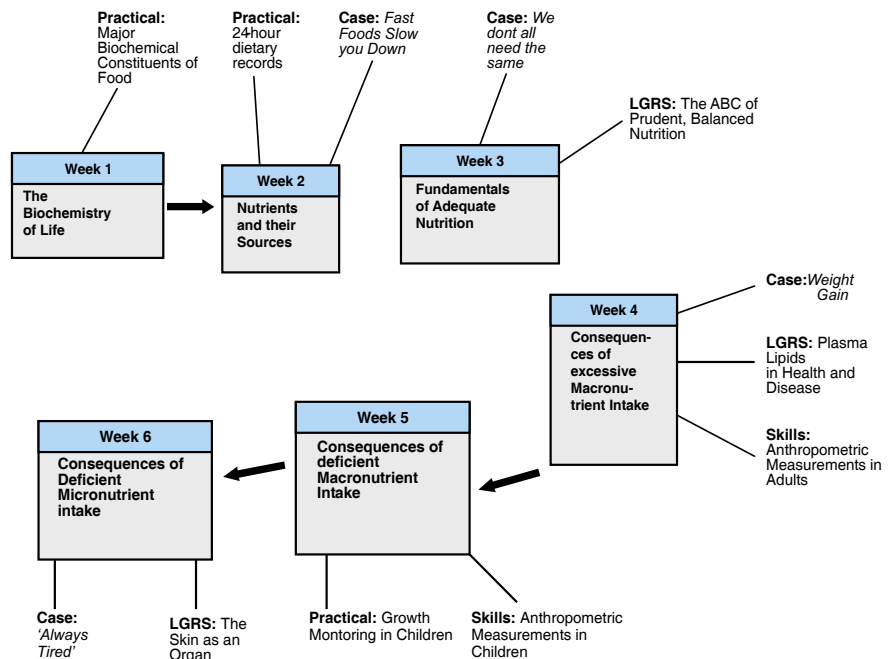 Practical:
Major
Biochemical
Constituents of
Food
Practical:
24-hour
dietary
records
Case: Fast
Foods Slow
you Down
Case: We
dont all
need the
same
LGRS: The ABC of
Prudent, Balanced
Nutrition
Week 1
The
Biochemistry
of Life
Week 2
Nutrients
and their
Sources
Week 3
Fundamentals
of Adequate
Nutrition
Week 4
Consequen-
ces of
excessive
Macronu-
trient Intake
Case:Weight
Gain
LGRS: Plasma
Lipids
in Health and
Disease
Skills:
Anthropometric
Measurements in
Adults
Week 5
Consequences of
deficient
Macronutrient
Intake
Week 6
Consequences of
Deficient
Micronutrient
intake
Case:
'Always
Tired'
LGRS: The
Skin as an
Organ
Practical: Growth
Montoring in Children
Skills: Anthropometric
Measurements in
Children